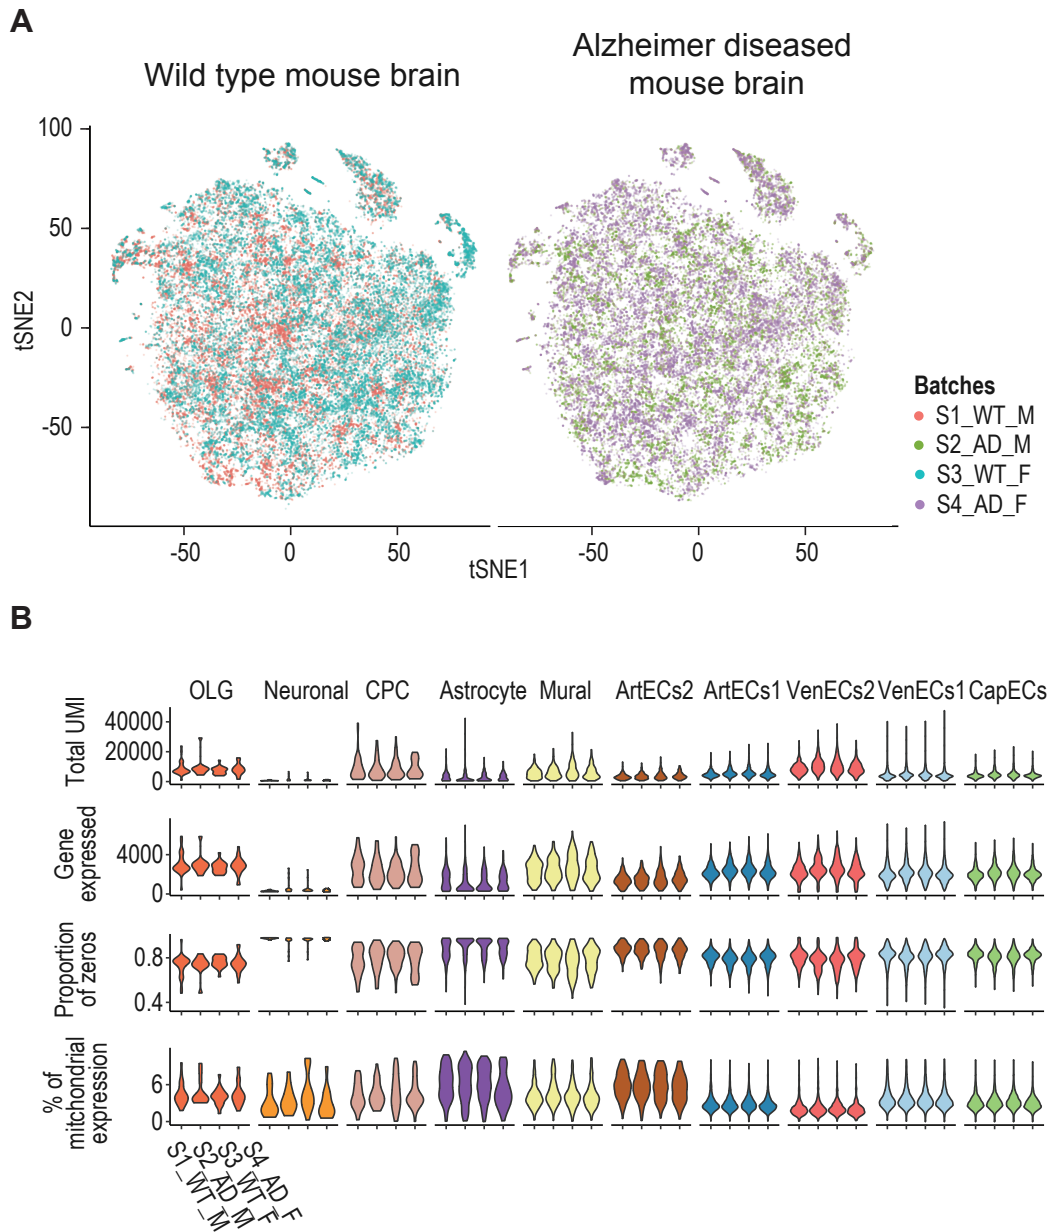 A
Wild type mouse brain
Alzheimer diseased
mouse brain
100
50
0
-50
tSNE2
-50
0
50
-50
0
50
tSNE1
Batches
S1_WT_M
S2_AD_M
S3_WT_F
S4_AD_F
B
OLG Neuronal CPC Astrocyte Mural ArtECs2 ArtECs1 VenECs2 VenECs1 CapECs
Total UMI
40000
20000
0
Gene
expressed
4000
0
Proportion
of zeros
0.8
0.4
% of
mitchondrial
expression
6
0
S1_WT_M
S2_AD_M
S3_WT_F
S4_AD_F